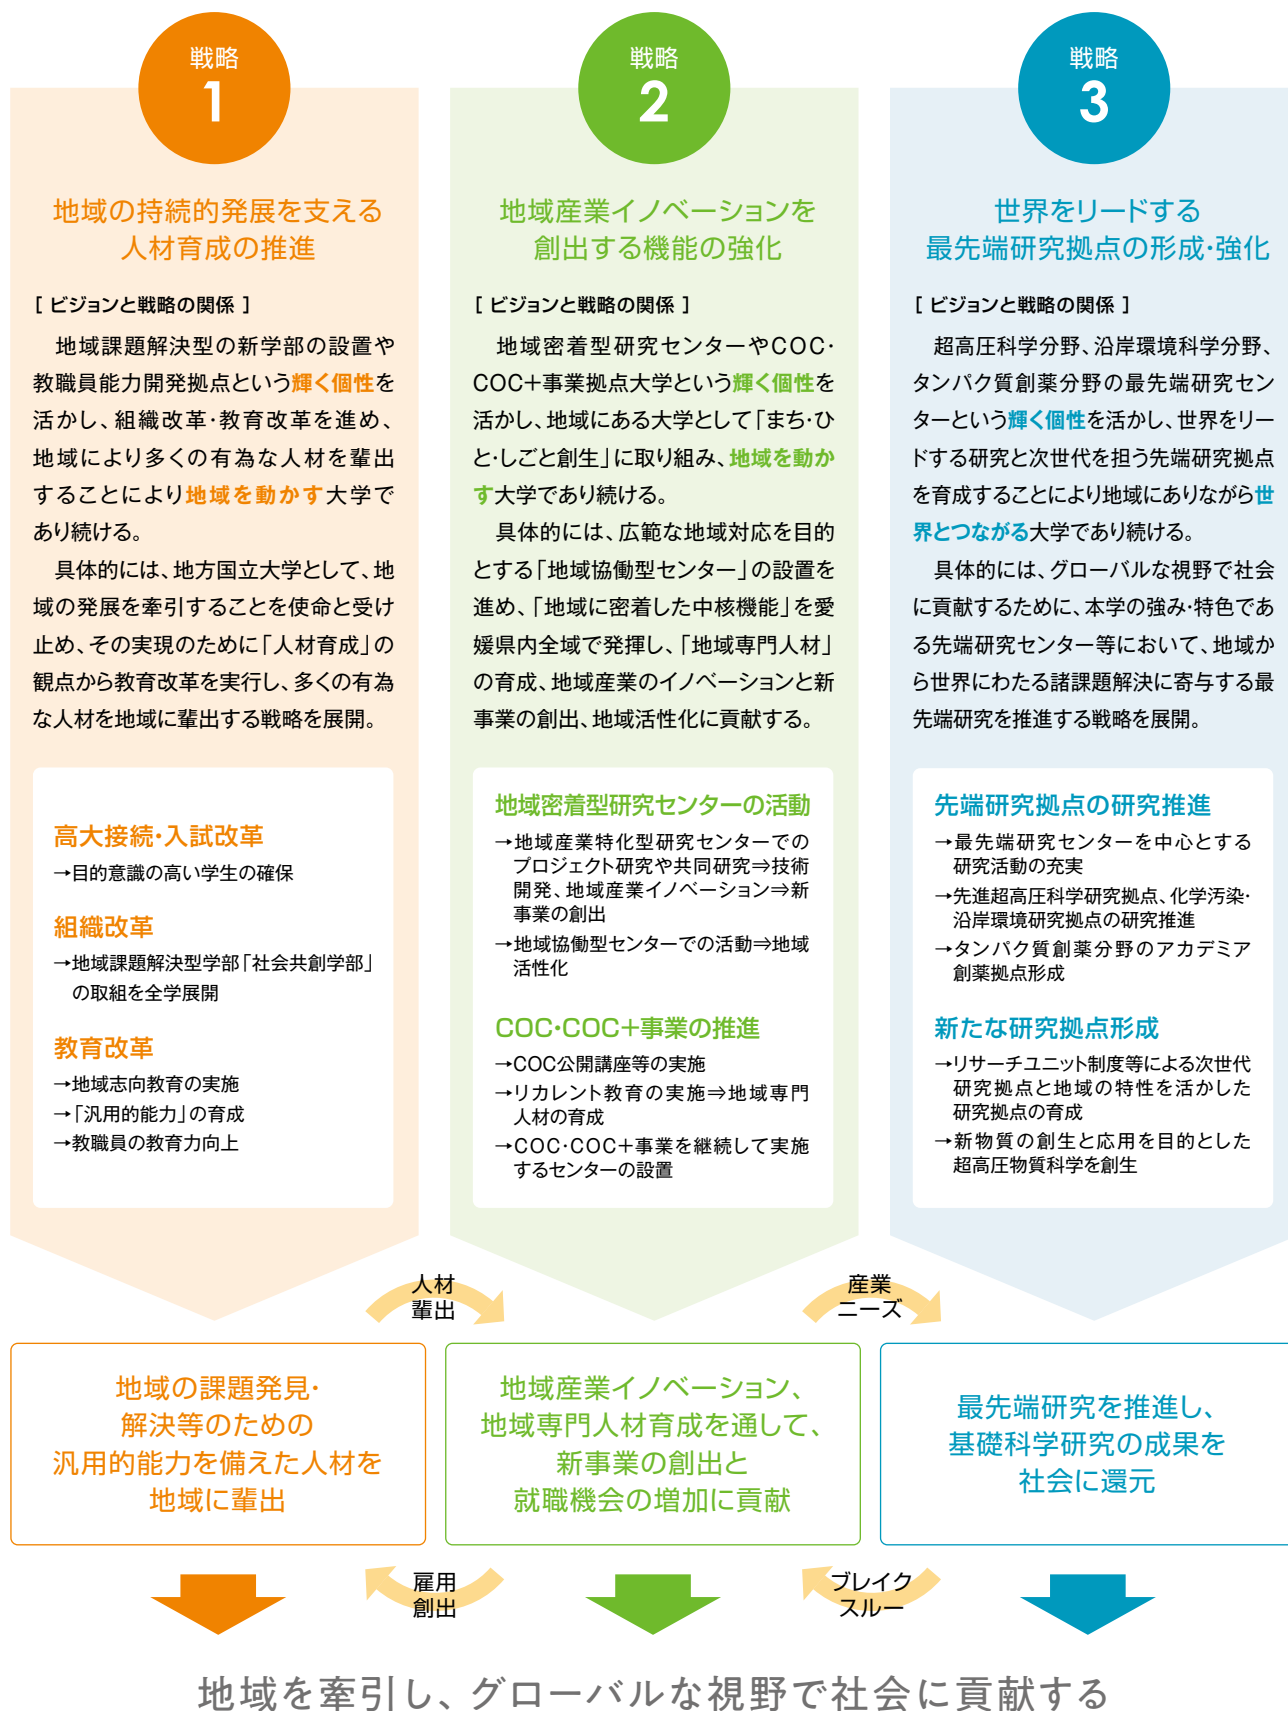 戦略
1
地域の持続的発展を支える
人材育成の推進
[ ビジョンと戦略の関係 ]
地域課題解決型の新学部の設置や
教職員能力開発拠点という輝く個性を
活かし、組織改革·教育改革を進め、
地域により多くの有為な人材を輩出
することにより地域を動かす大学で
あり続ける。
具体的には、地方国立大学として、地
域の発展を牽引することを使命と受け
止め、その実現のために「人材育成」の
観点から教育改革を実行し、多くの有為
な人材を地域に輩出する戦略を展開。
高大接続·入試改革
→目的意識の高い学生の確保
組織改革
→地域課題解決型学部「社会共創学部」
の取組を全学展開
教育改革
→地域志向教育の実施
→「汎用的能力」の育成
→教職員の教育力向上
戦略
2
地域産業イノベーションを
創出する機能の強化
[ ビジョンと戦略の関係 ]
地域密着型研究センターやCOC·
COC＋事業拠点大学という輝く個性を
活かし、地域にある大学として「まち·ひ
と·しごと創生」に取り組み、地域を動か
す大学であり続ける。
具体的には、広範な地域対応を目的
とする「地域協働型センター」の設置を
進め、「地域に密着した中核機能」を愛
媛県内全域で発揮し、「地域専門人材」
の育成、地域産業のイノベーションと新
事業の創出、地域活性化に貢献する。
地域密着型研究センターの活動
→地域産業特化型研究センターでの
プロジェクト研究や共同研究⇒技術
開発、地域産業イノベーション⇒新
事業の創出
→地域協働型センターでの活動⇒地域
活性化
COC·COC＋事業の推進
→COC公開講座等の実施
→リカレント教育の実施⇒地域専門
人材の育成
→COC·COC＋事業を継続して実施
するセンターの設置
戦略
3
世界をリードする
最先端研究拠点の形成·強化
[ ビジョンと戦略の関係 ]
超高圧科学分野、沿岸環境科学分野、
タンパク質創薬分野の最先端研究セン
ターという輝く個性を活かし、世界をリー
ドする研究と次世代を担う先端研究拠点
を育成することにより地域にありながら世
界とつながる大学であり続ける。
具体的には、グローバルな視野で社会
に貢献するために、本学の強み·特色であ
る先端研究センター等において、地域か
ら世界にわたる諸課題解決に寄与する最
先端研究を推進する戦略を展開。
先端研究拠点の研究推進
→最先端研究センターを中心とする
研究活動の充実
→先進超高圧科学研究拠点、化学汚染·
沿岸環境研究拠点の研究推進
→タンパク質創薬分野のアカデミア
創薬拠点形成
新たな研究拠点形成
→リサーチユニット制度等による次世代
研究拠点と地域の特性を活かした
研究拠点の育成
→新物質の創生と応用を目的とした
超高圧物質科学を創生
人材
輩出
産業
ニーズ
地域の課題発見·
解決等のための
汎用的能力を備えた人材を
地域に輩出
地域産業イノベーション、
地域専門人材育成を通して、
新事業の創出と
就職機会の増加に貢献
最先端研究を推進し、
基礎科学研究の成果を
社会に還元
雇用
創出
ブレイク
スルー
地域を牽引し、グローバルな視野で社会に貢献する